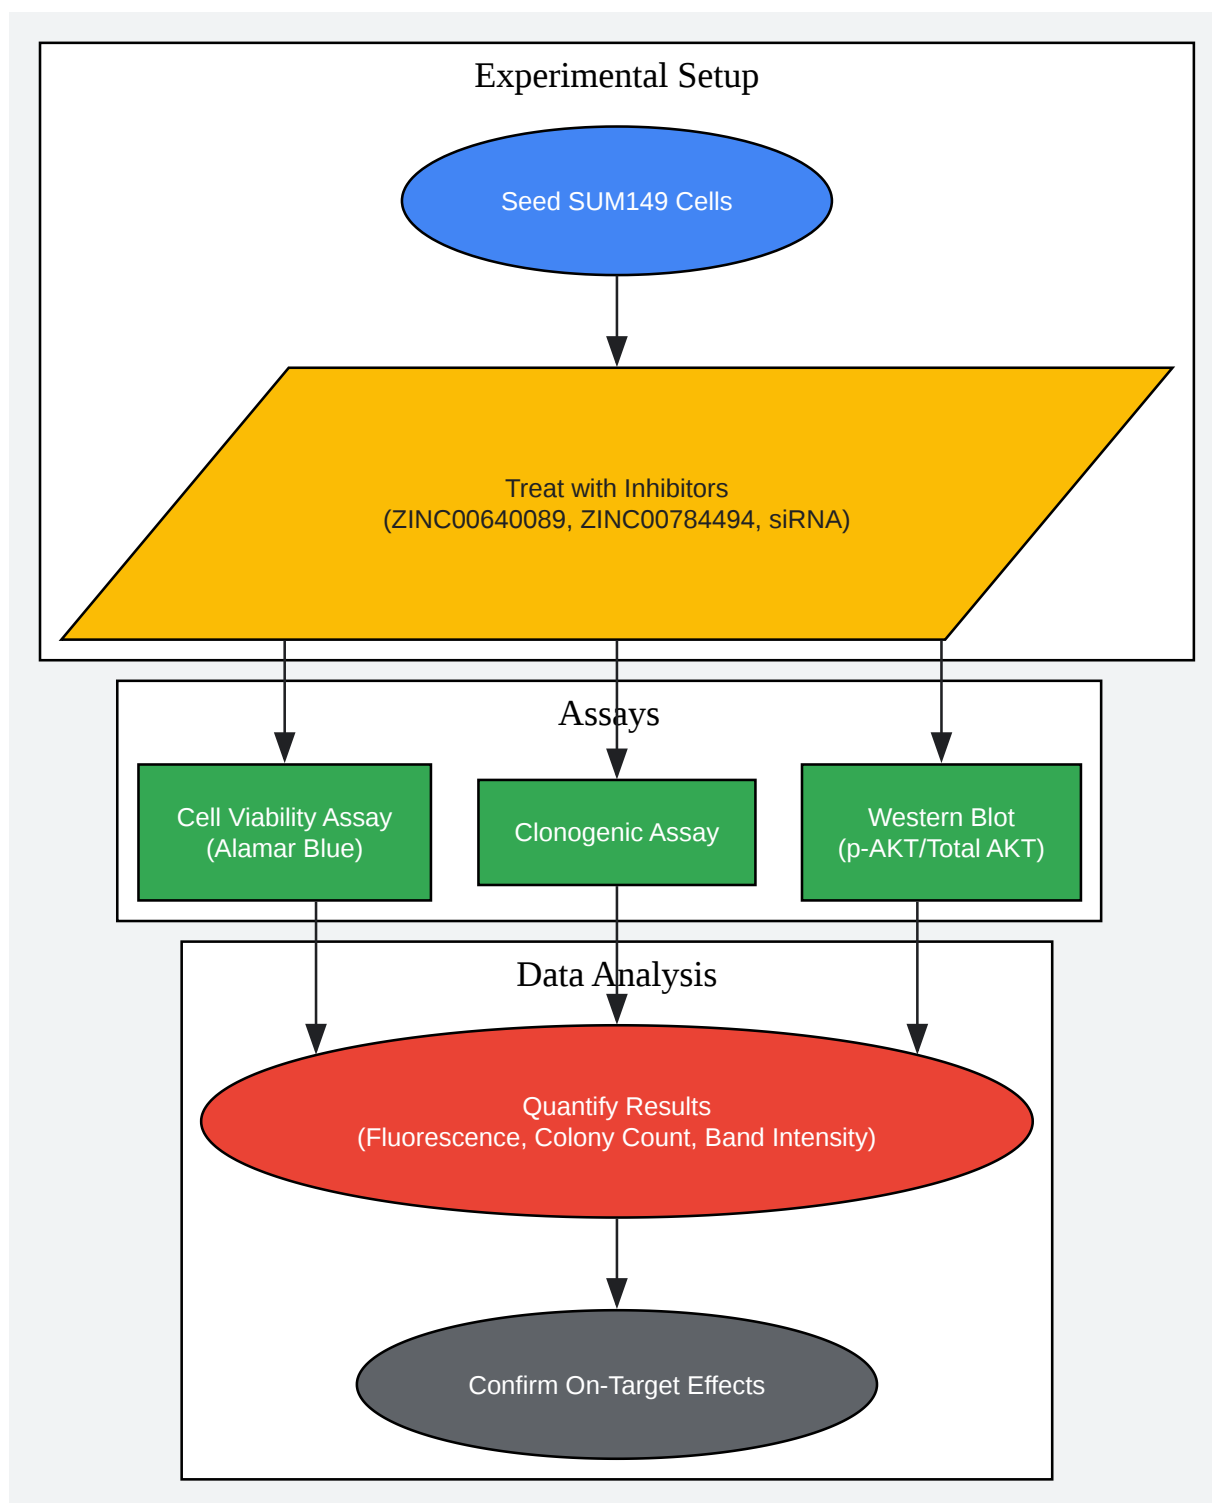 Experimental Setup
Seed SUM149 Cells
Treat with Inhibitors
(ZINC00640089, ZINC00784494, siRNA)
Assays
Cell Viability Assay
(Alamar Blue)
Clonogenic Assay
Western Blot
(p-AKT/Total AKT)
Data Analysis
Quantify Results
(Fluorescence, Colony Count, Band Intensity)
Confirm On-Target Effects